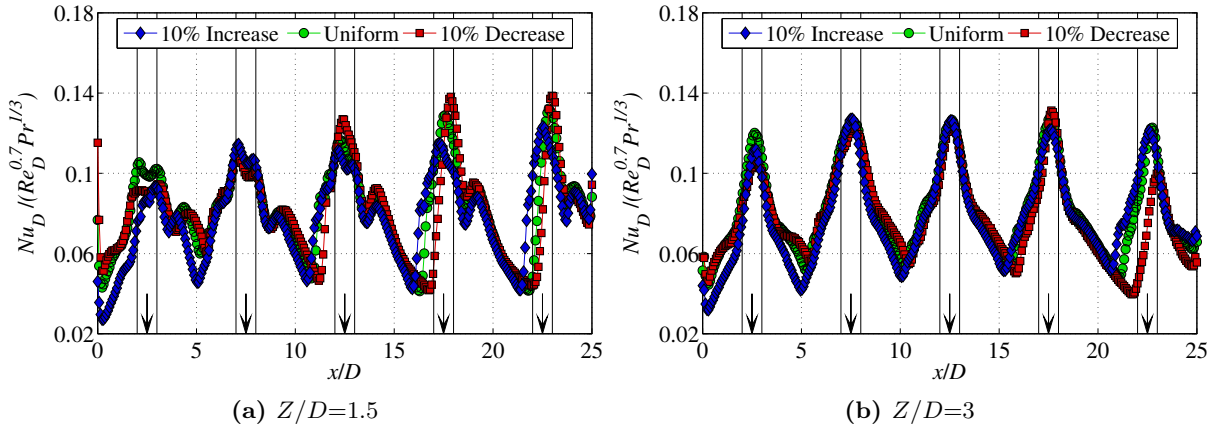 0.18
0.14
0.1
0.06
0.02
Nu_D/(Re_D^{0.7}Pr^{1/3})
10% Increase Uniform 10% Decrease
0 5 10 15 20 25
x/D
(a) Z/D=1.5
0.18
0.14
0.1
0.06
0.02
Nu_D/(Re_D^{0.7}Pr^{1/3})
10% Increase Uniform 10% Decrease
0 5 10 15 20 25
x/D
(b) Z/D=3